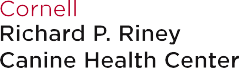 Cornell
Richard P. Riney
Canine Health Center